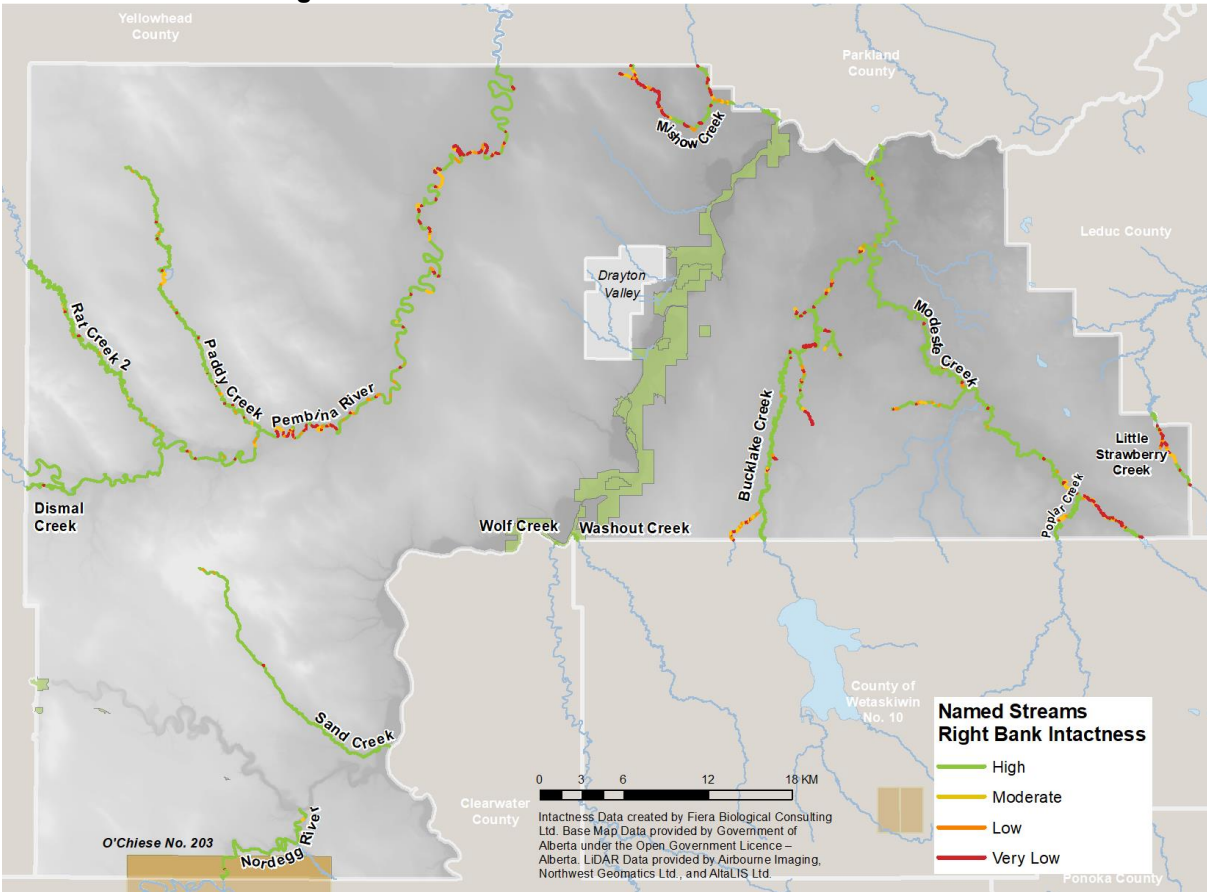 Yellowhead
County
Parkland
County
Mishow Creek
Leduc County
Drayton
Valley
Rat Creek 2
Paddy Creek
Pembina River
Modeste Creek
Bucklake Creek
Little
Strawberry
Creek
Poplar Creek
Dismal
Creek
Wolf Creek
Washout Creek
Sand Creek
County of
Wetaskiwin
No. 10
Named Streams
Right Bank Intactness
High
Moderate
Low
Very Low
0 3 6 12 18 KM
Clearwater
County
Intactness Data created by Fiera Biological Consulting
Ltd. Base Map Data provided by Government of
Alberta under the Open Government Licence –
Alberta. LiDAR Data provided by Airbourne Imaging,
Northwest Geomatics Ltd., and AltaLIS Ltd.
O'Chiese No. 203
Nordegg River
Ponoka County